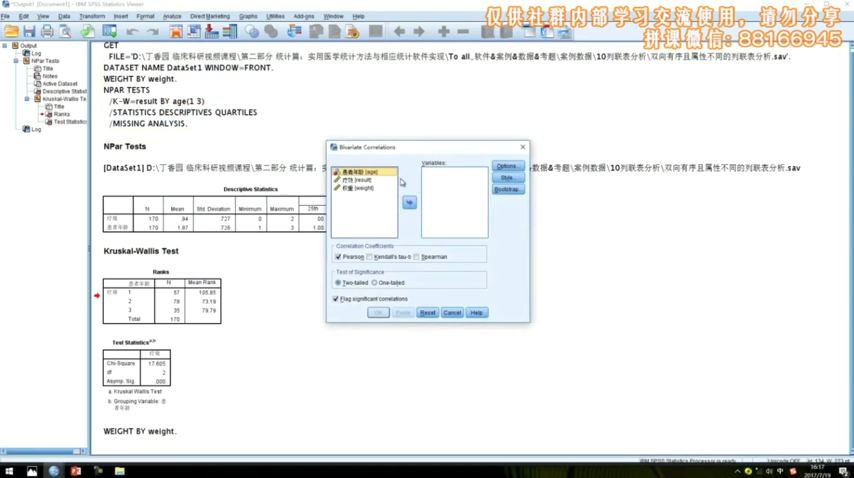 *Output1 [Document1] - IBM SPSS Statistics Viewer
仅供社群内部学习交流使用，请勿分享
拼课微信: 88166945
File Edit View Data Transform Insert Format Analyze Direct Marketing Graphs Utilities Add-ons Window Help
Output
Log
NPar Tests
Title
Notes
Active Dataset
Descriptive Statist
Kruskal-Wallis Te
Title
Ranks
Test Statistics
Log
GET
FILE='D:\丁香园 临床科研视频课程\第二部分 统计篇：实用医学统计方法与相应统计软件实现\To all_软件&案例数据&考题\案例数据\10列联表分析\双向有序且属性不同的列联表分析.sav'.
DATASET NAME DataSet1 WINDOW=FRONT.
WEIGHT BY weight.
NPAR TESTS
/K-W=result BY age(1 3)
/STATISTICS DESCRIPTIVES QUARTILES
/MISSING ANALYSIS.
NPar Tests
[DataSet1] D:\丁香园 临床科研视频课程\第二部分 统计篇：
数据&考题\案例数据\10列联表分析\双向有序且属性不同的列联表分析.sav
Descriptive Statistics
N Mean Std. Deviation Minimum Maximum 25th
疗效 170 .94 .727 0 2 .00
患者年龄 170 1.87 .726 1 3 1.00
Kruskal-Wallis Test
Ranks
患者年龄 N Mean Rank
疗效 1 57 105.85
2 78 73.19
3 35 79.79
Total 170
Test Statistics a,b
疗效
Chi-Square 17.605
df 2
Asymp. Sig. .000
a. Kruskal Wallis Test
b. Grouping Variable: 患者年龄
WEIGHT BY weight.
Bivariate Correlations
患者年龄 [age]
疗效 [result]
权重 [weight]
Variables:
Options...
Style...
Bootstrap...
Correlation Coefficients
Pearson Kendall's tau-b Spearman
Test of Significance
Two-tailed One-tailed
Flag significant correlations
OK Paste Reset Cancel Help
IBM SPSS Statistics Processor is ready
16:17
2017/7/19